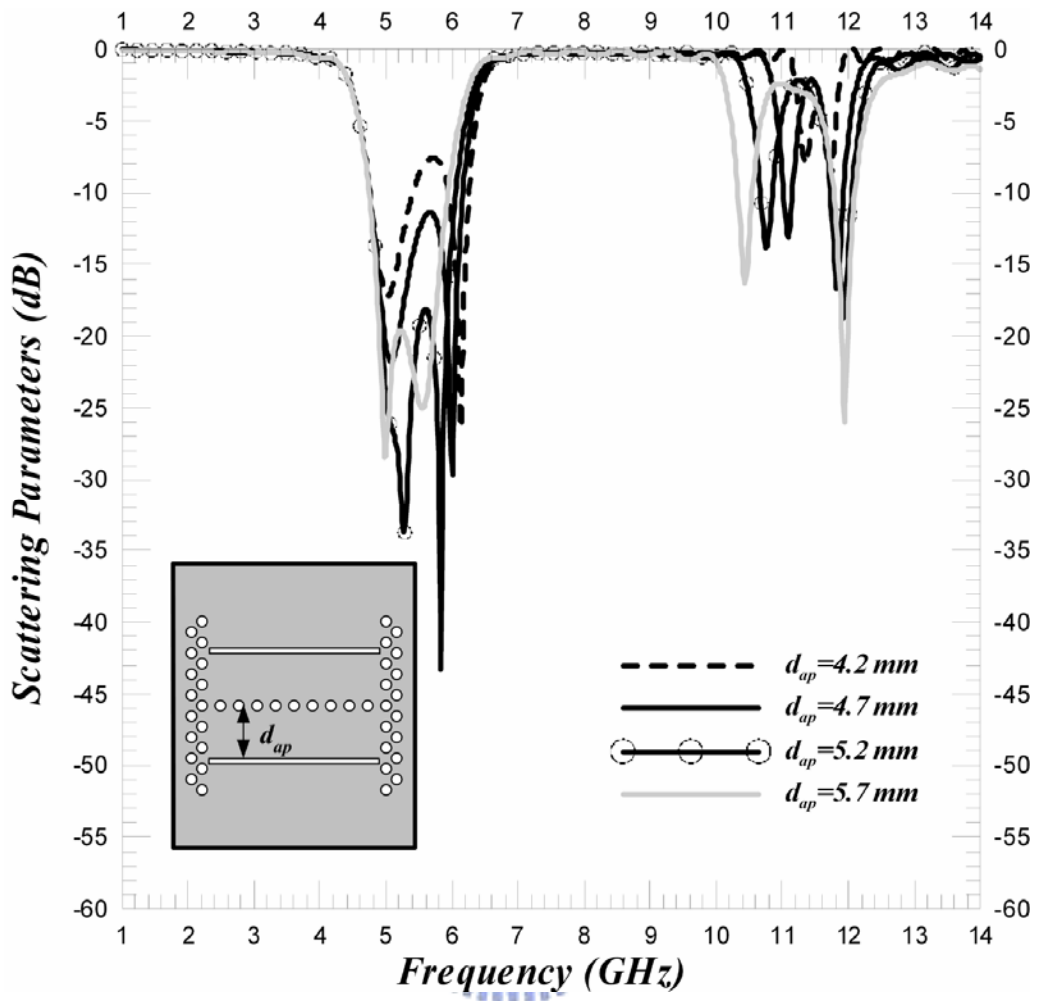 1 2 3 4 5 6 7 8 9 10 11 12 13 14
0 0
-5 -5
-10 -10
-15 -15
-20 -20
-25 -25
-30 -30
-35 -35
-40 -40
-45 -45
-50 -50
-55 -55
-60 -60
Scattering Parameters (dB)
d_ap
d_ap=4.2 mm
d_ap=4.7 mm
d_ap=5.2 mm
d_ap=5.7 mm
1 2 3 4 5 6 7 8 9 10 11 12 13 14
Frequency (GHz)